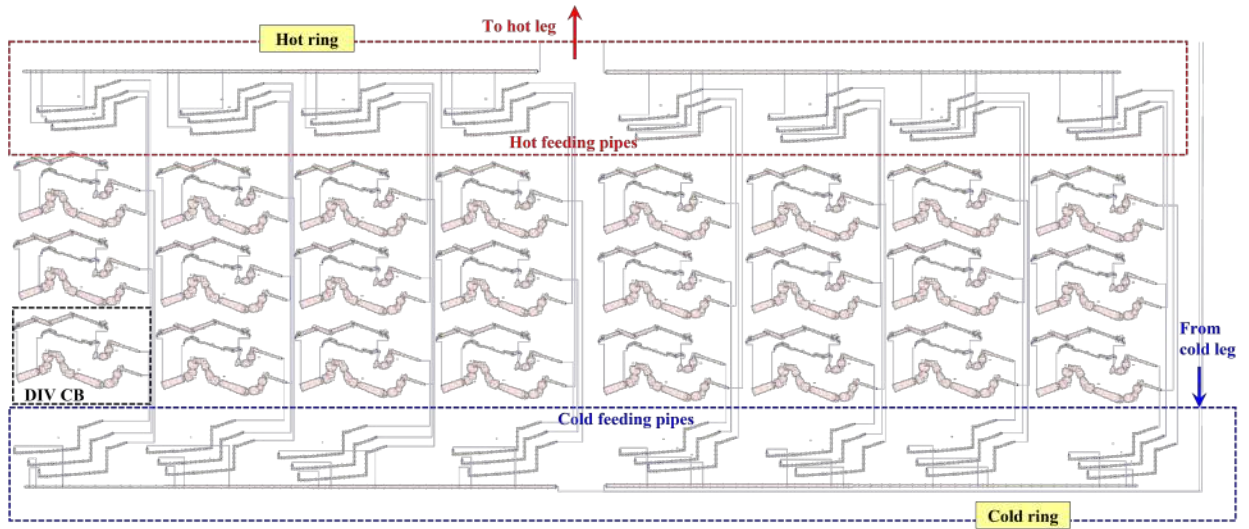 To hot leg
Hot ring
Hot feeding pipes
From
cold leg
DIV CB
Cold feeding pipes
Cold ring